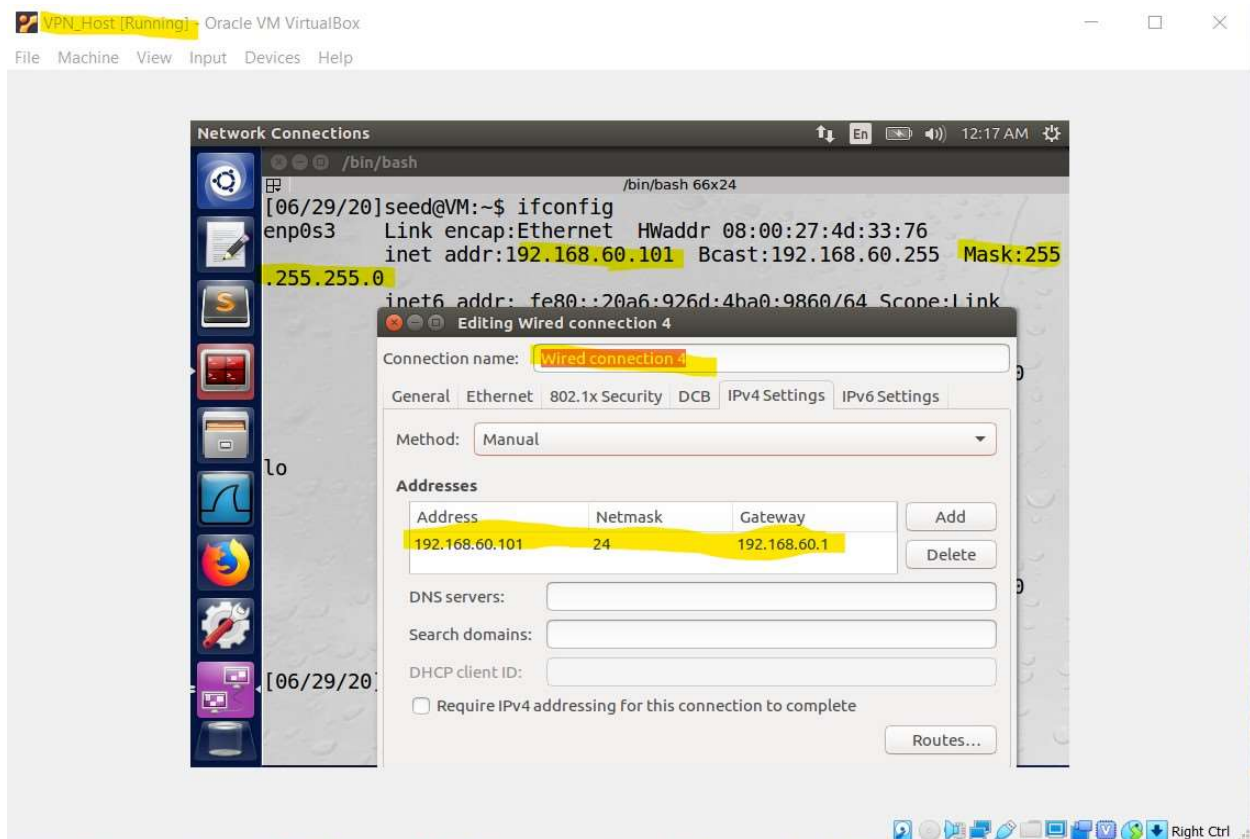 VPN_Host [Running] - Oracle VM VirtualBox
File Machine View Input Devices Help
Network Connections En 12:17 AM
/bin/bash
/bin/bash 66x24
[06/29/20]seed@VM:~$ ifconfig
enp0s3 Link encap:Ethernet HWaddr 08:00:27:4d:33:76
inet addr:192.168.60.101 Bcast:192.168.60.255 Mask:255
.255.255.0
inet6 addr: fe80::20a6:926d:4ba0:9860/64 Scope:Link
Editing Wired connection 4
Connection name: Wired connection 4
General Ethernet 802.1x Security DCB IPv4 Settings IPv6 Settings
Method: Manual
lo
Addresses
Address Netmask Gateway Add
192.168.60.101 24 192.168.60.1
Delete
DNS servers:
Search domains:
DHCP client ID:
[06/29/20]
Require IPv4 addressing for this connection to complete
Routes...
Right Ctrl